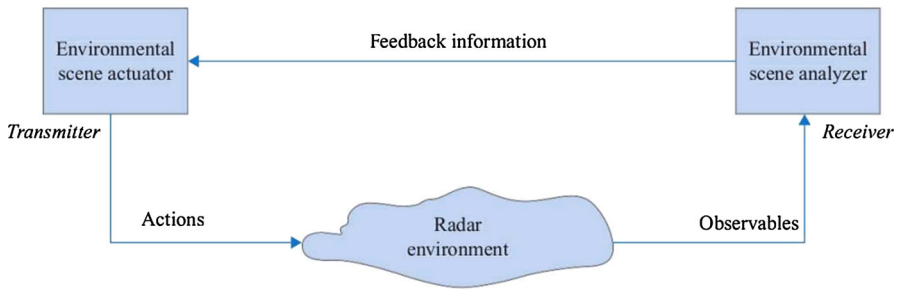 Feedback information
Environmental
scene actuator
Environmental
scene analyzer
Transmitter
Receiver
Actions
Radar
environment
Observables